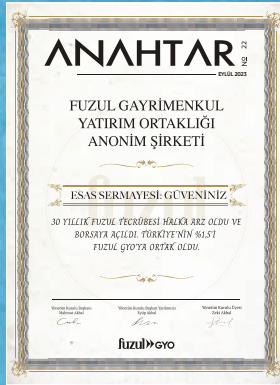 ANAHTAR
NO 22
EYLÜL 2023
FUZUL GAYRİMENKUL
YATIRIM ORTAKLIĞI
ANONİM ŞİRKETİ
ESAS SERMAYESİ: GÜVENİNİZ
30 YILLIK FUZUL TECRÜBESİ HALKA ARZ OLDU VE
BORSAYA AÇILDI. TÜRKİYE'NİN %1,5'İ
FUZUL GYO'YA ORTAK OLDU.
Yönetim Kurulu Başkanı
Mahmut Akbal
Yönetim Kurulu Başkan Yardımcısı
Eyüp Akbal
Yönetim Kurulu Üyesi
Zeki Akbal
fuzul GYO